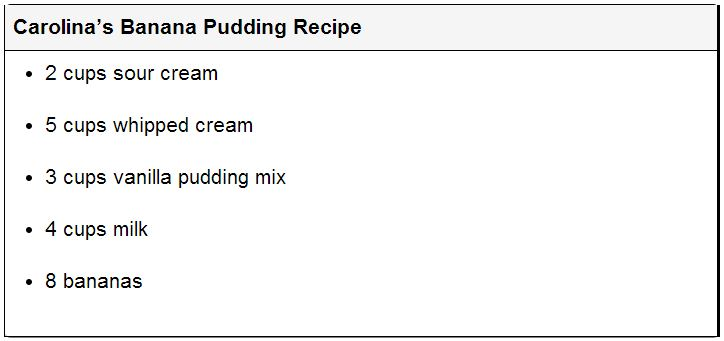 Carolina’s Banana Pudding Recipe
• 2 cups sour cream
• 5 cups whipped cream
• 3 cups vanilla pudding mix
• 4 cups milk
• 8 bananas